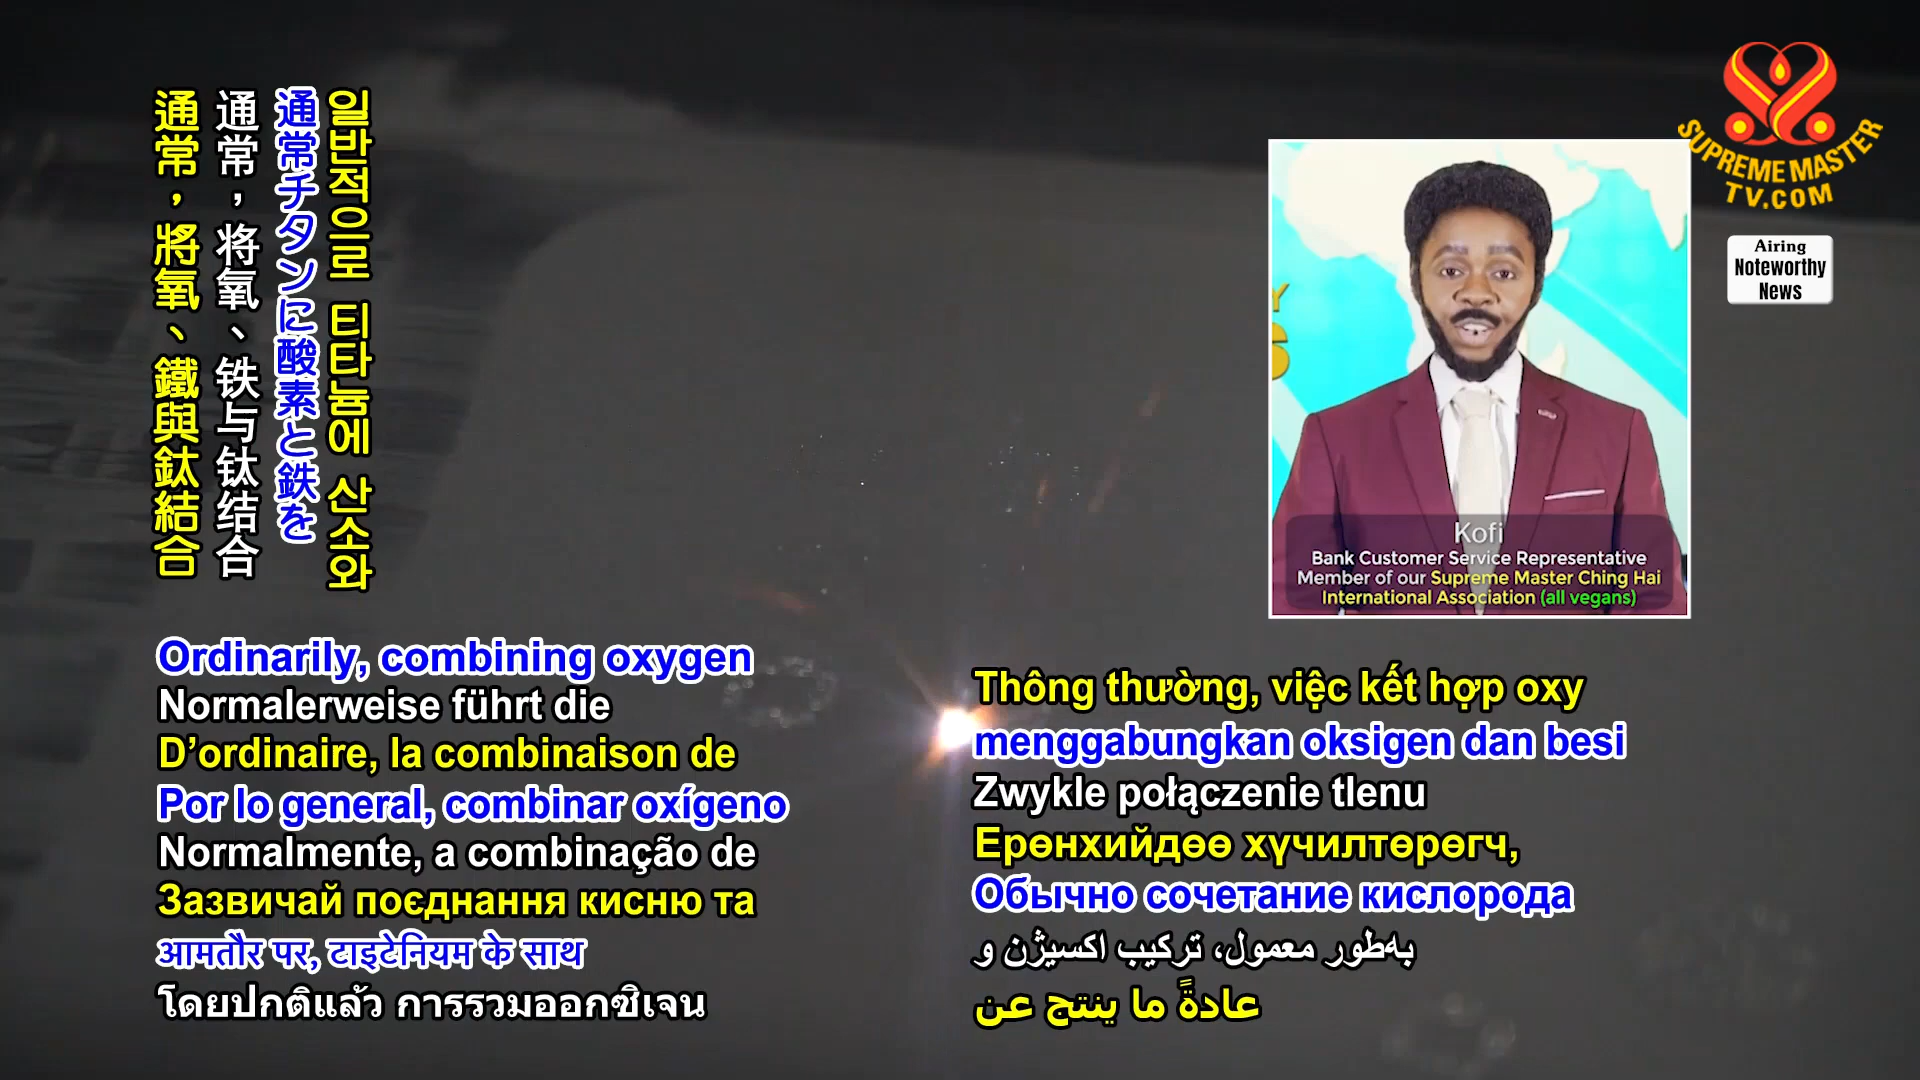 通常，將氧、鐵與鈦結合
通常，将氧、铁与钛结合
通常チタンに酸素と鉄を
일반적으로 티타늄에 산소와
SUPREME MASTER
TV.COM
Airing
Noteworthy
News
Kofi
Bank Customer Service Representative
Member of our Supreme Master Ching Hai
International Association (all vegans)
Ordinarily, combining oxygen
Normalerweise führt die
D’ordinaire, la combinaison de
Por lo general, combinar oxígeno
Normalmente, a combinação de
Зазвичай поєднання кисню та
आमतौर पर, टाइटेनियम के साथ
โดยปกติแล้ว การรวมออกซิเจน
Thông thường, việc kết hợp oxy
menggabungkan oksigen dan besi
Zwykle połączenie tlenu
Ерөнхийдөө хүчилтөрөгч,
Обычно сочетание кислорода
به‌طور معمول، ترکیب اکسیژن و
عادةً ما ينتج عن